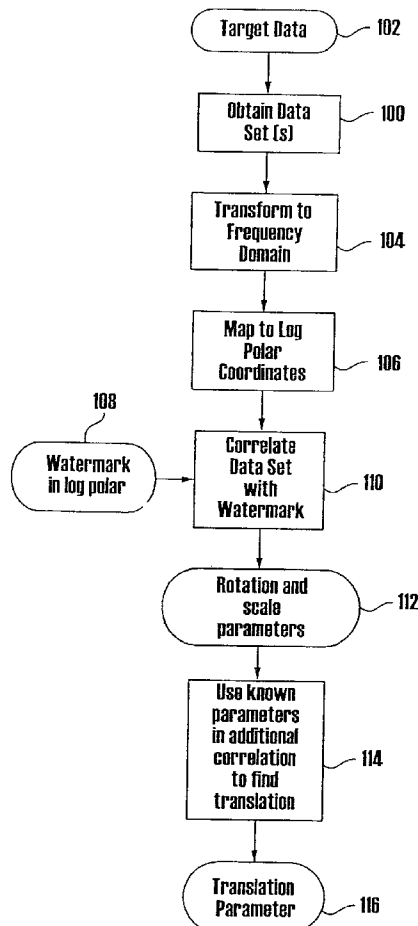 Target Data
102
Obtain Data
Set (s)
100
Transform to
Frequency
Domain
104
Map to Log
Polar
Coordinates
106
108
Watermark
in log polar
Correlate
Data Set
with
Watermark
110
Rotation and
scale
parameters
112
Use known
parameters
in additional
correlation
to find
translation
114
Translation
Parameter
116